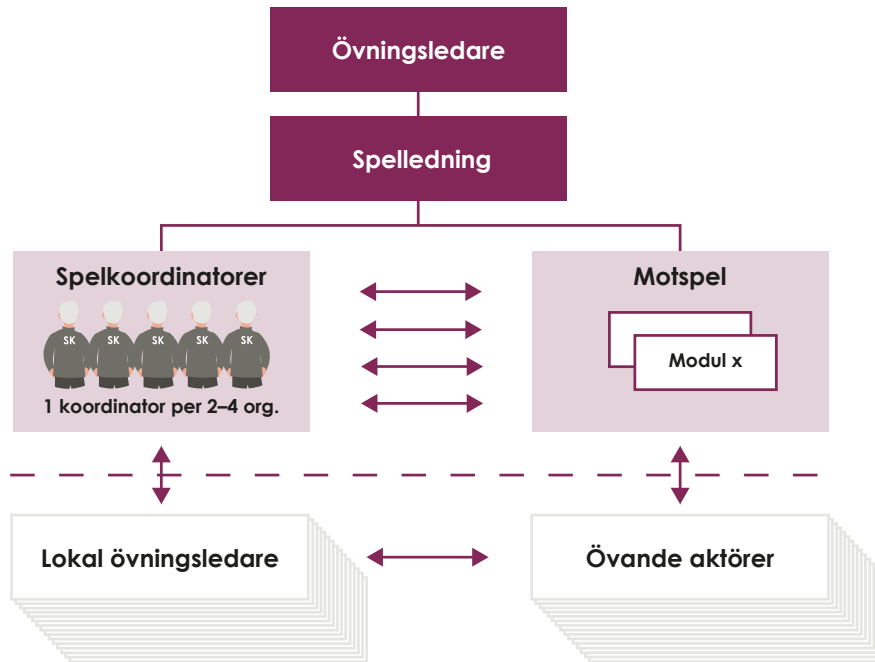 Övningsledare
Spelledning
Spelkoordinatorer
SK SK SK SK SK
1 koordinator per 2–4 org.
Motspel
Modul x
Lokal övningsledare
Övande aktörer